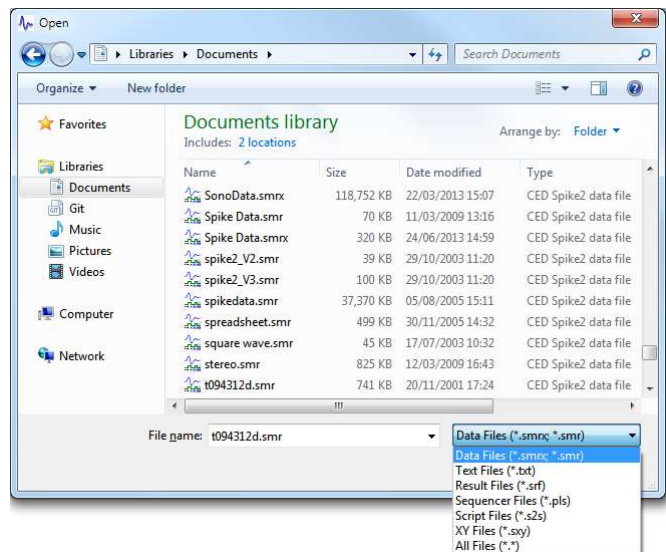 Open
Libraries Documents
Search Documents
Organize New folder
Favorites
Libraries
Documents
Git
Music
Pictures
Videos
Computer
Network
Documents library
Includes: 2 locations
Arrange by: Folder
Name Size Date modified Type
SonoData.smrx 118,752 KB 22/03/2013 15:07 CED Spike2 data file
Spike Data.smr 70 KB 11/03/2009 13:16 CED Spike2 data file
Spike Data.smrx 320 KB 24/06/2013 14:59 CED Spike2 data file
spike2_V2.smr 39 KB 29/10/2003 11:20 CED Spike2 data file
spike2_V3.smr 100 KB 29/10/2003 11:20 CED Spike2 data file
spikedata.smr 37,370 KB 05/08/2005 15:11 CED Spike2 data file
spreadsheet.smr 499 KB 30/11/2005 14:32 CED Spike2 data file
square wave.smr 45 KB 17/07/2003 10:32 CED Spike2 data file
stereo.smr 825 KB 12/03/2009 16:43 CED Spike2 data file
t094312d.smr 741 KB 20/11/2001 17:24 CED Spike2 data file
File name: t094312d.smr Data Files (*.smrx; *.smr)
Data Files (*.smrx; *.smr)
Text Files (*.txt)
Result Files (*.srf)
Sequencer Files (*.pls)
Script Files (*.s2s)
XY Files (*.sxy)
All Files (*.*)